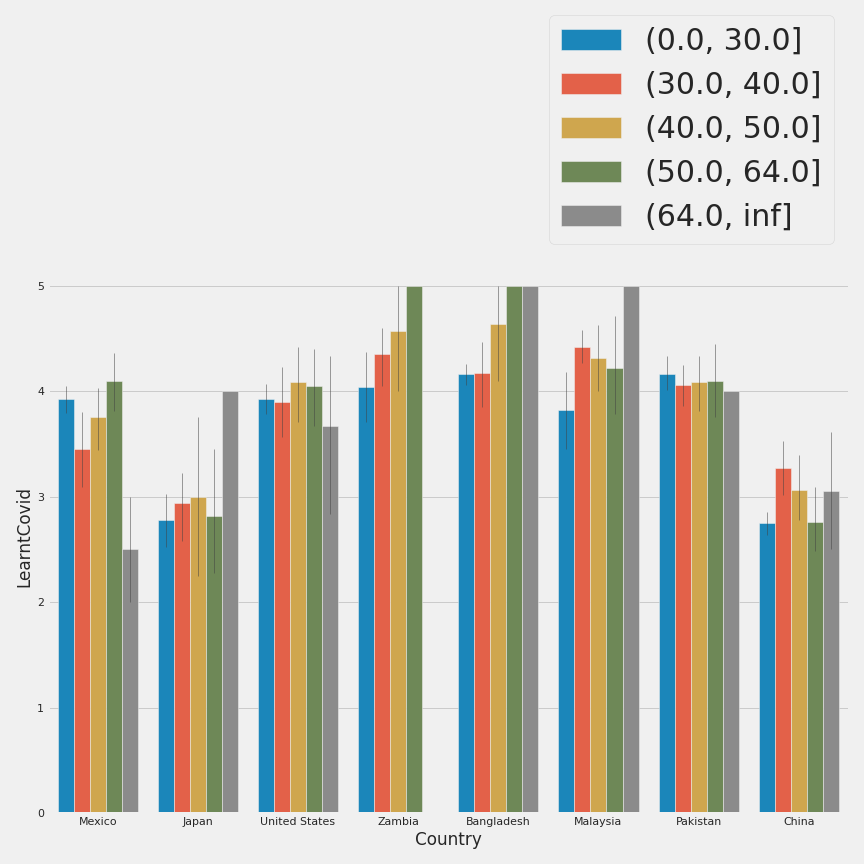 (0.0, 30.0]
(30.0, 40.0]
(40.0, 50.0]
(50.0, 64.0]
(64.0, inf]
5
4
3
2
1
0
LearntCovid
Mexico Japan United States Zambia Bangladesh Malaysia Pakistan China
Country